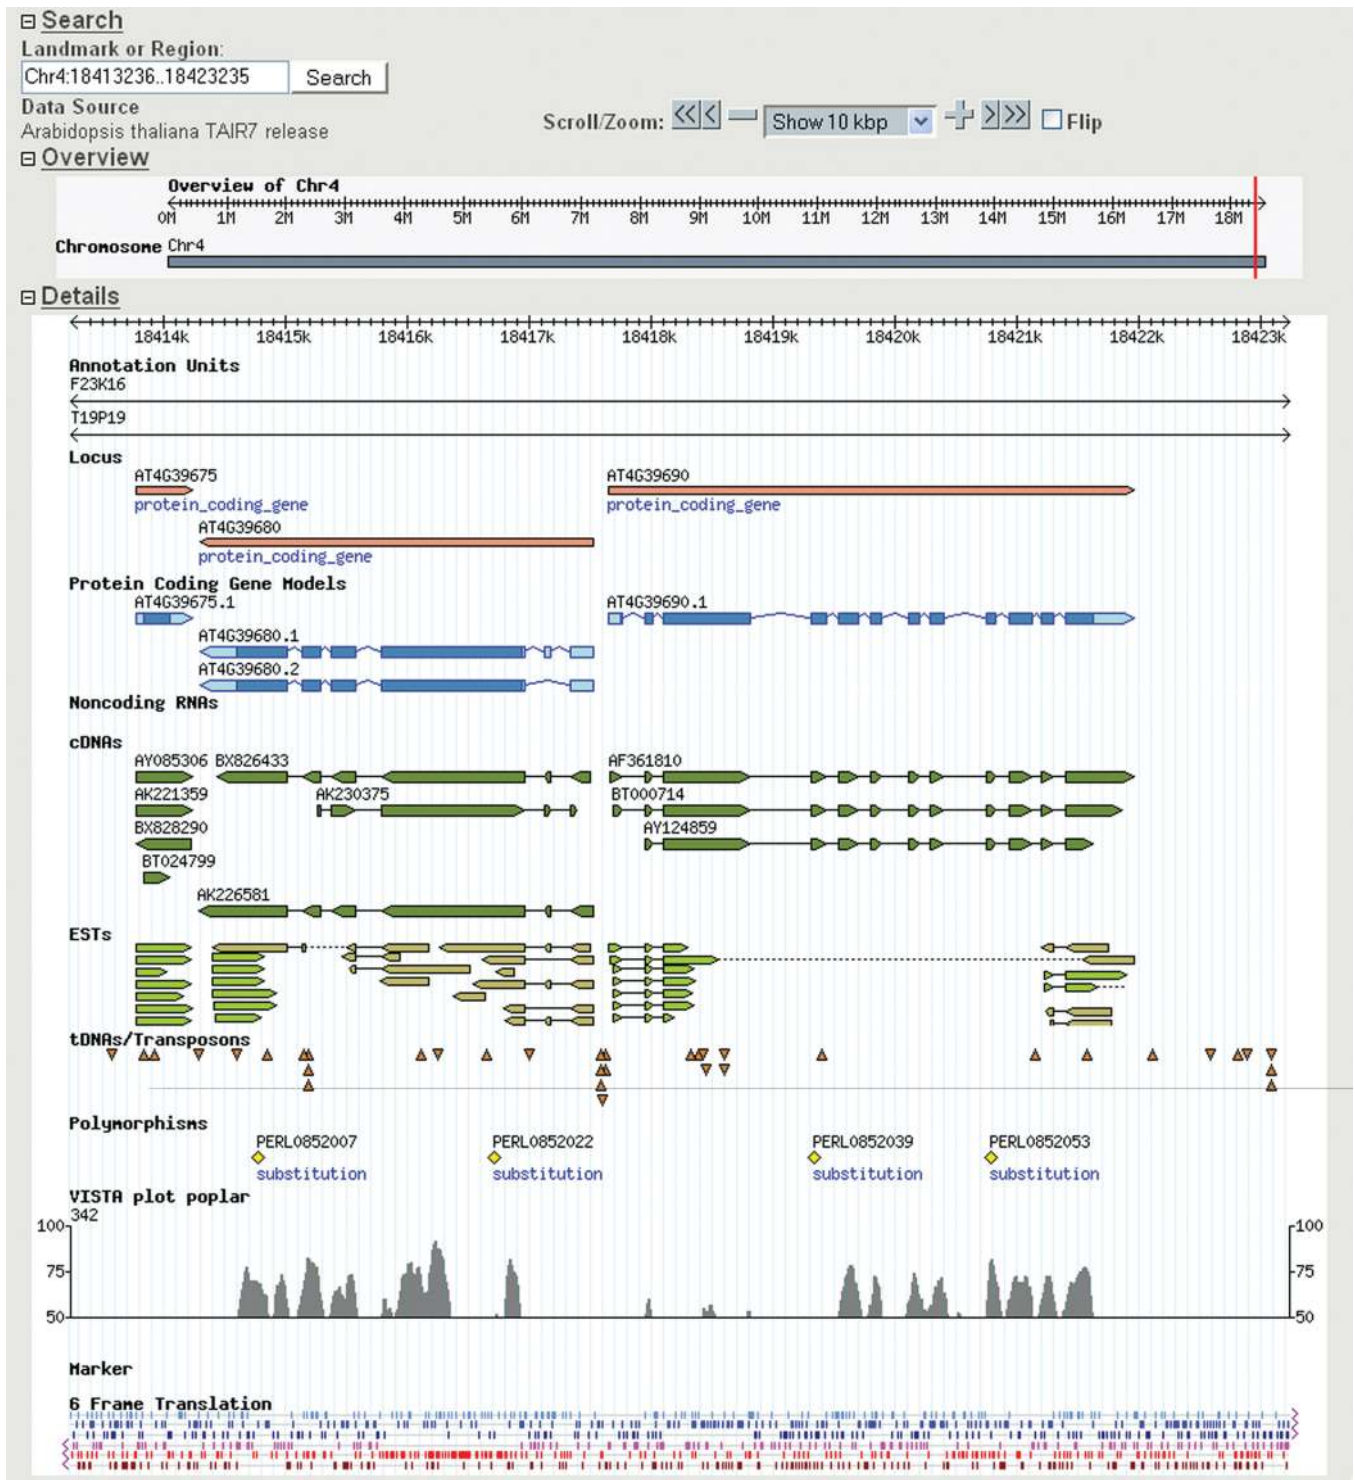 Search
Landmark or Region:
Chr4:18413236..18423235 Search
Data Source
Arabidopsis thaliana TAIR7 release
Scroll/Zoom: << < Show 10 kbp > >> Flip
Overview
Overview of Chr4
0M 1M 2M 3M 4M 5M 6M 7M 8M 9M 10M 11M 12M 13M 14M 15M 16M 17M 18M
Chromosome Chr4
Details
18414k 18415k 18416k 18417k 18418k 18419k 18420k 18421k 18422k 18423k
Annotation Units
F23K16
T19P19
Locus
AT4G39675 AT4G39690
protein_coding_gene protein_coding_gene
AT4G39680
protein_coding_gene
Protein Coding Gene Models
AT4G39675.1 AT4G39690.1
AT4G39680.1
AT4G39680.2
Noncoding RNAs
cDNAs
AY085306 BX826433 AF361810
AK221359 AK230375 BT000714
BX828290 AY124859
BT024799
AK226581
ESTs
tDNAs/Transposons
Polymorphisms
PERL0852007 PERL0852022 PERL0852039 PERL0852053
substitution substitution substitution substitution
VISTA plot poplar
342
100 100
75 75
50 50
Marker
6 Frame Translation